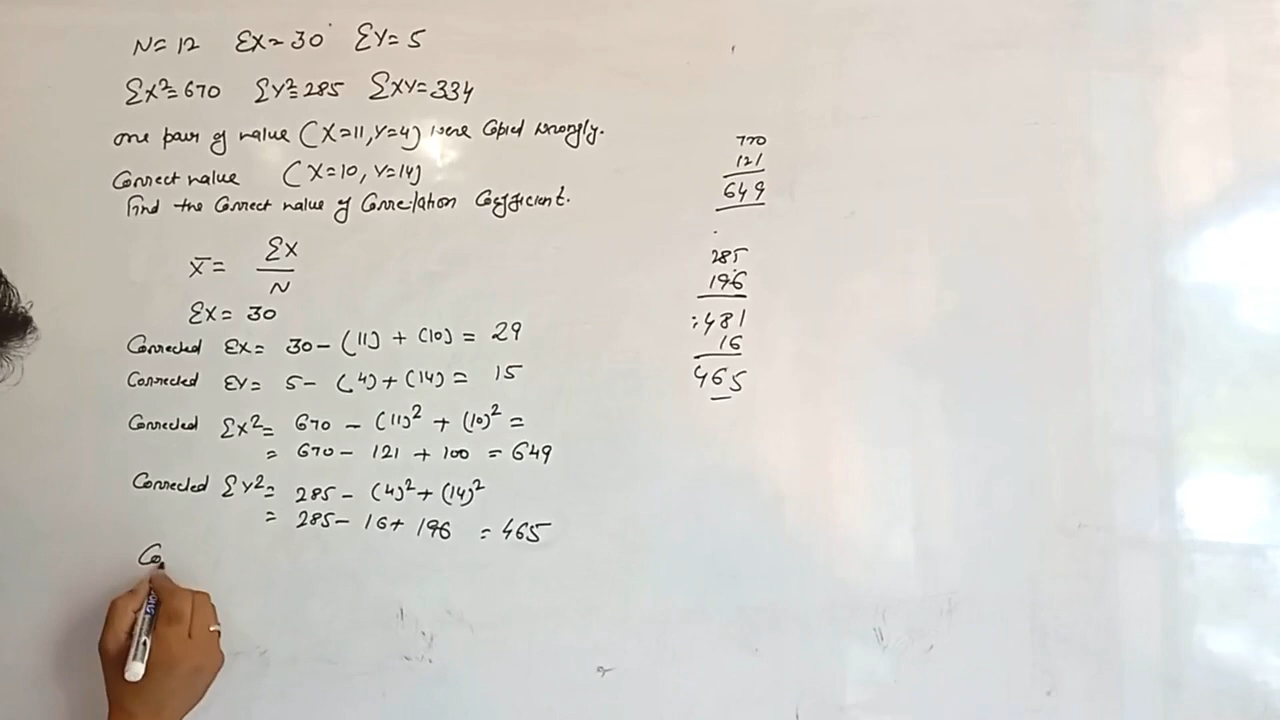 N=12 ΣX=30 ΣY=5
ΣX²=670 ΣY²=285 ΣXY=334
one pair of value (X=11, Y=4) were Copied wrongly.
Correct value (X=10, Y=14)
Find the Correct value of Correlation Coefficient.
X̄= ΣX/N
ΣX= 30
Corrected ΣX= 30-(11)+(10)= 29
Corrected ΣY= 5-(4)+(14)= 15
Corrected ΣX²= 670-(11)²+(10)²=
= 670-121+100=649
Corrected ΣY²= 285-(4)²+(14)²
= 285-16+196 =465
Co
770
121
649
285
196
:481
16
465